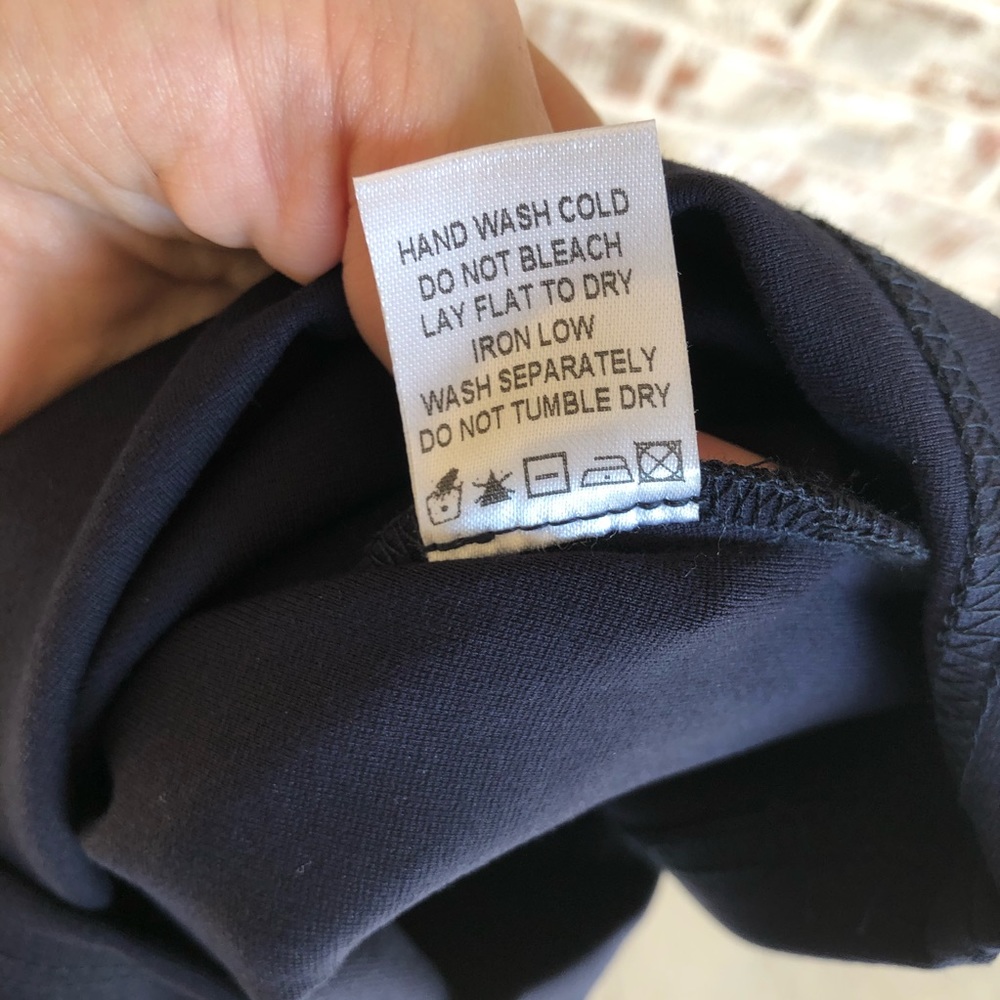 HAND WASH COLD
DO NOT BLEACH
LAY FLAT TO DRY
IRON LOW
WASH SEPARATELY
DO NOT TUMBLE DRY